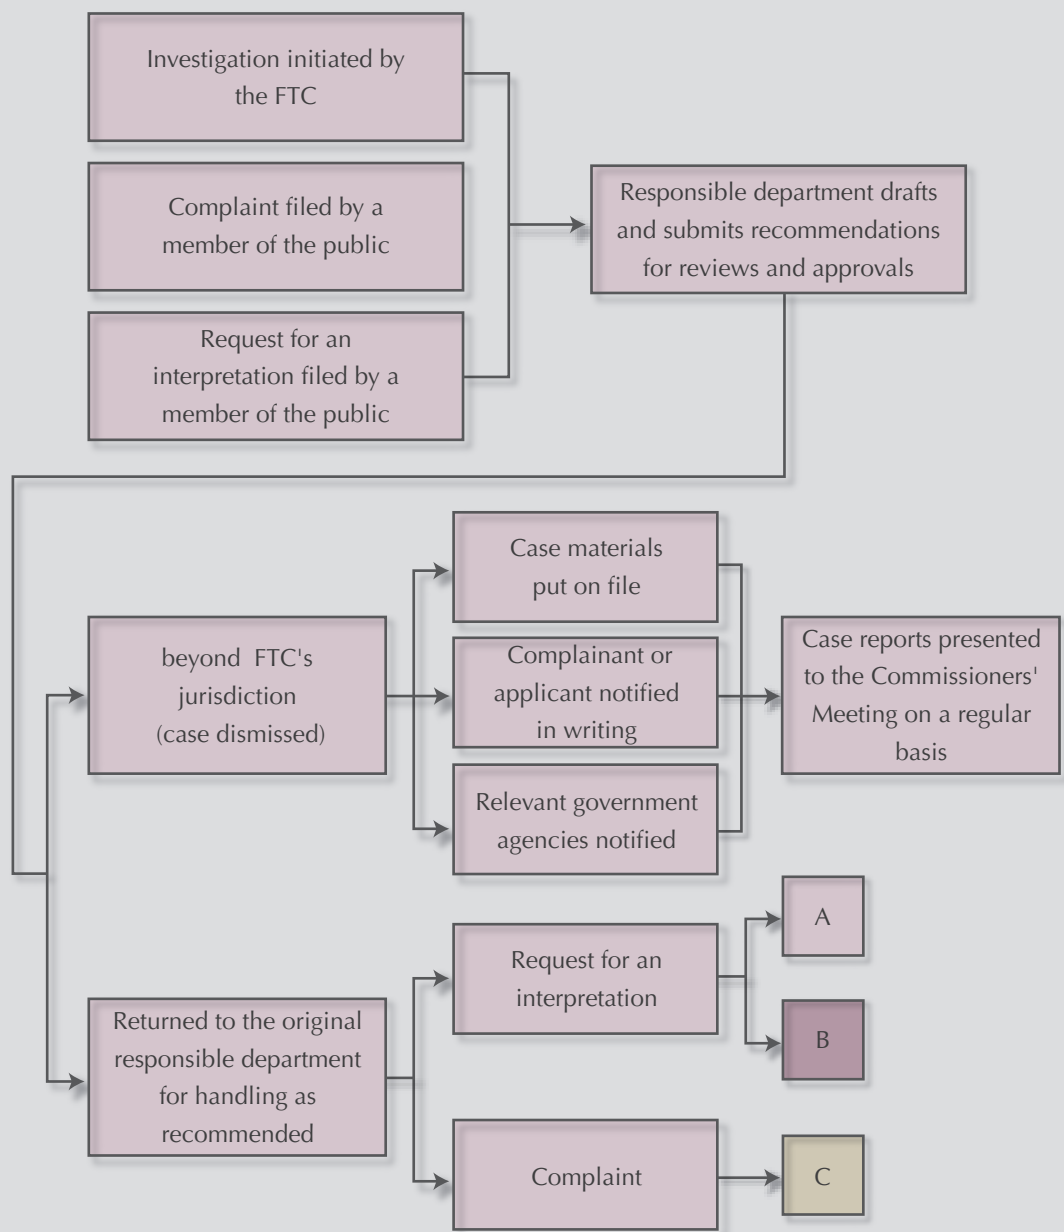 Investigation initiated by
the FTC
Complaint filed by a
member of the public
Request for an
interpretation filed by a
member of the public
Responsible department drafts
and submits recommendations
for reviews and approvals
beyond FTC's
jurisdiction
(case dismissed)
Case materials
put on file
Complainant or
applicant notified
in writing
Relevant government
agencies notified
Case reports presented
to the Commissioners'
Meeting on a regular
basis
Returned to the original
responsible department
for handling as
recommended
Request for an
interpretation
A
B
Complaint
C